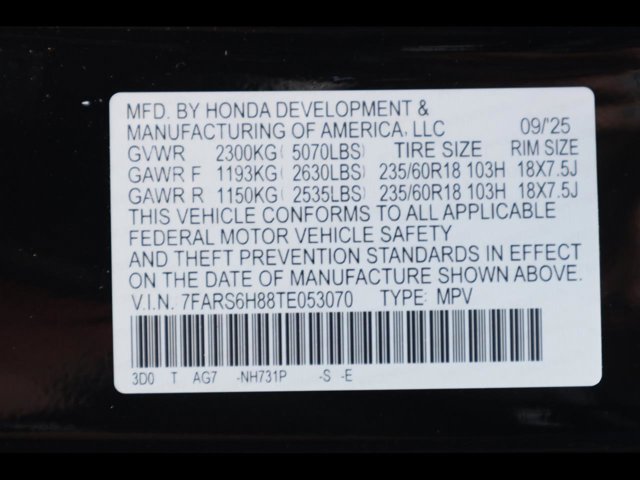 MFD. BY HONDA DEVELOPMENT &
MANUFACTURING OF AMERICA, LLC 09/'25
GVWR 2300KG( 5070LBS) TIRE SIZE RIM SIZE
GAWR F 1193KG( 2630LBS) 235/60R18 103H 18X7.5J
GAWR R 1150KG( 2535LBS) 235/60R18 103H 18X7.5J
THIS VEHICLE CONFORMS TO ALL APPLICABLE
FEDERAL MOTOR VEHICLE SAFETY
AND THEFT PREVENTION STANDARDS IN EFFECT
ON THE DATE OF MANUFACTURE SHOWN ABOVE.
V.I.N. 7FARS6H88TE053070 TYPE: MPV
3D0 T AG7 -NH731P -S -E